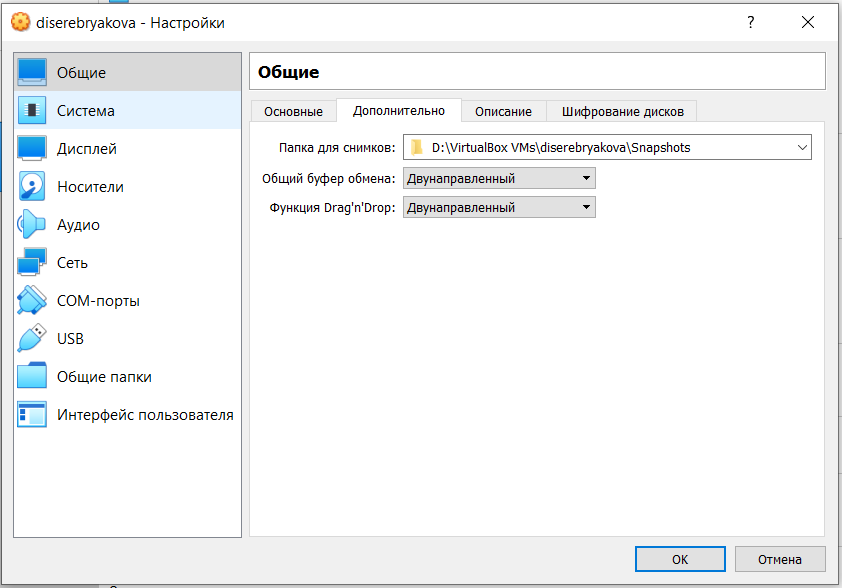 diserebryakova - Настройки
?
Общие
Система
Дисплей
Носители
Аудио
Сеть
COM-порты
USB
Общие папки
Интерфейс пользователя
Общие
Основные Дополнительно Описание Шифрование дисков
Папка для снимков: D:\VirtualBox VMs\diserebryakova\Snapshots
Общий буфер обмена: Двунаправленный
Функция Drag'n'Drop: Двунаправленный
OK Отмена